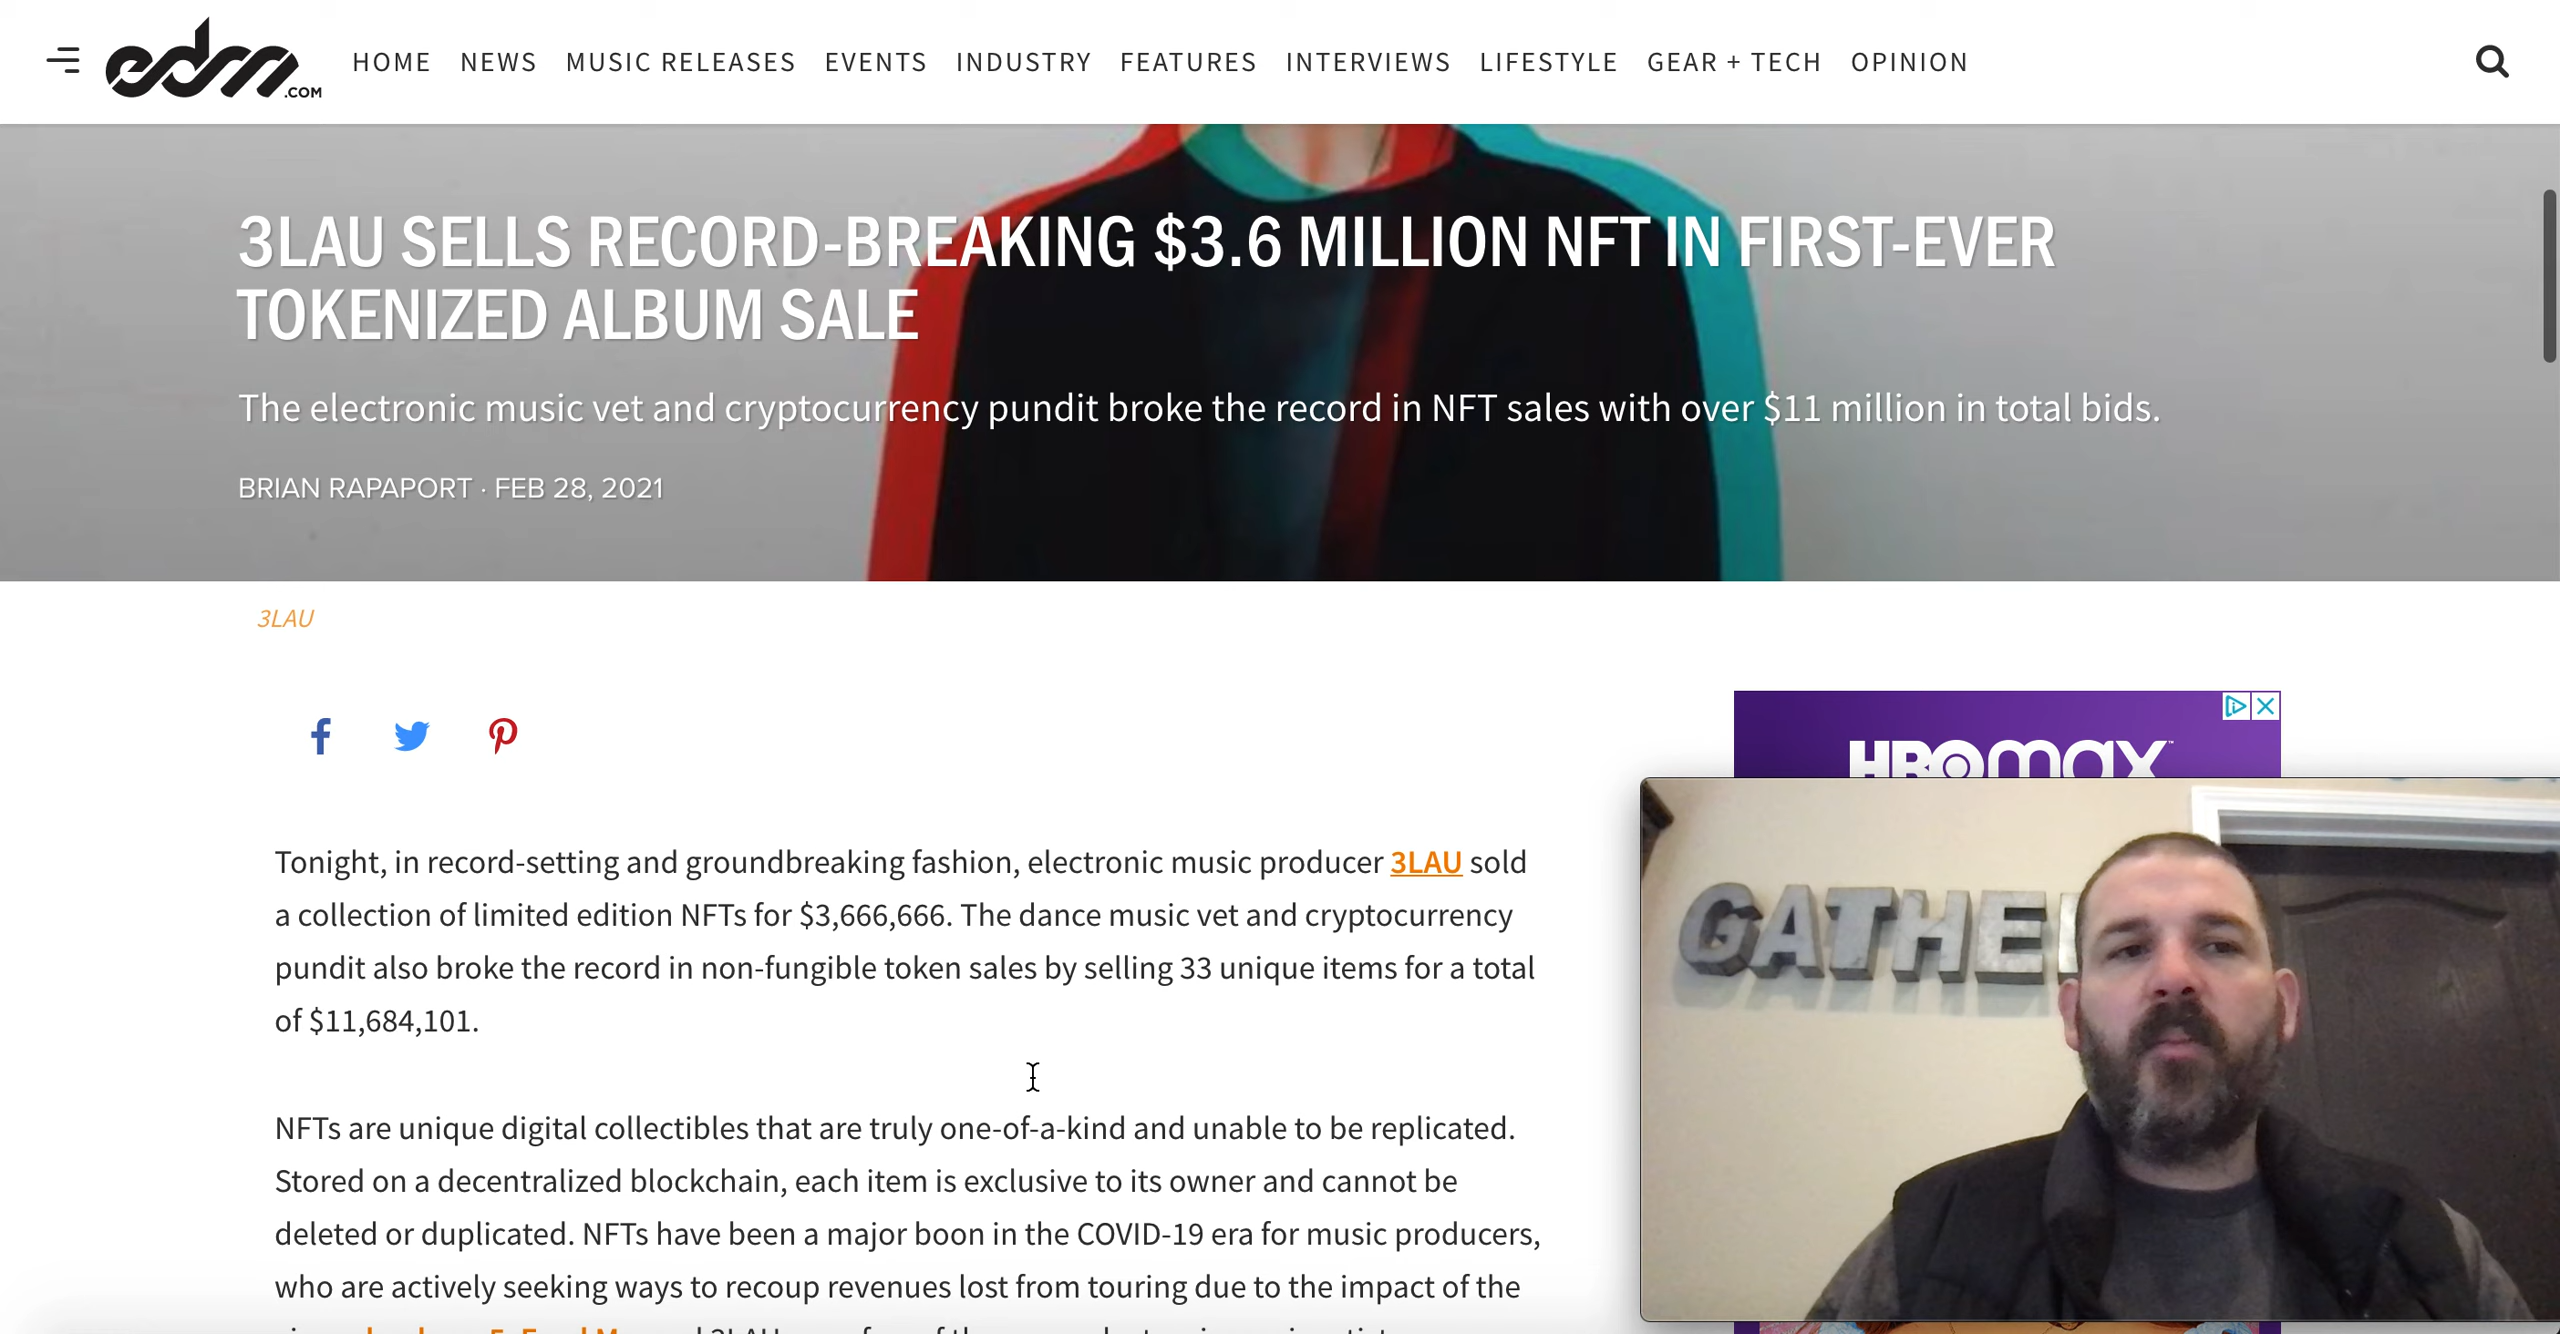 edm
.COM
HOME NEWS MUSIC RELEASES EVENTS INDUSTRY FEATURES INTERVIEWS LIFESTYLE GEAR + TECH OPINION
3LAU SELLS RECORD-BREAKING $3.6 MILLION NFT IN FIRST-EVER
TOKENIZED ALBUM SALE
The electronic music vet and cryptocurrency pundit broke the record in NFT sales with over $11 million in total bids.
BRIAN RAPAPORT · FEB 28, 2021
3LAU
HBOmax
Tonight, in record-setting and groundbreaking fashion, electronic music producer 3LAU sold
a collection of limited edition NFTs for $3,666,666. The dance music vet and cryptocurrency
pundit also broke the record in non-fungible token sales by selling 33 unique items for a total
of $11,684,101.
GATHE
NFTs are unique digital collectibles that are truly one-of-a-kind and unable to be replicated.
Stored on a decentralized blockchain, each item is exclusive to its owner and cannot be
deleted or duplicated. NFTs have been a major boon in the COVID-19 era for music producers,
who are actively seeking ways to recoup revenues lost from touring due to the impact of the